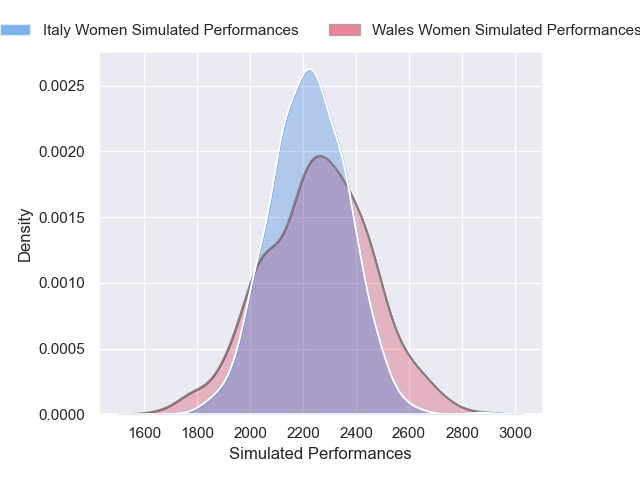 Italy Women Simulated Performances
Wales Women Simulated Performances
0.0025
0.0020
0.0015
0.0010
0.0005
0.0000
Density
1600 1800 2000 2200 2400 2600 2800 3000
Simulated Performances